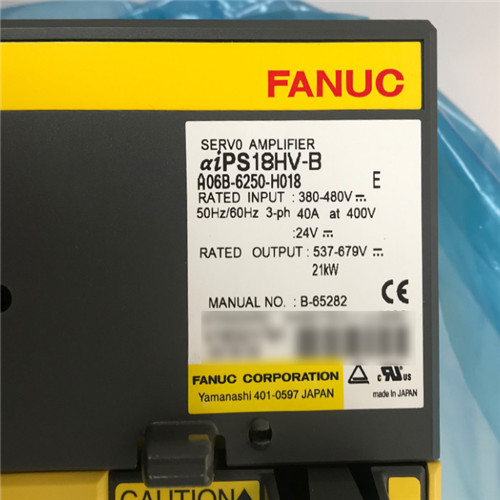 FANUC
SERVO AMPLIFIER
αiPS18HV-B
A06B-6250-H018 E
RATED INPUT : 380-480V ⎓
50Hz/60Hz 3-ph 40A at 400V
:24V ⎓
RATED OUTPUT : 537-679V ⎓
21kW
MANUAL NO. : B-65282 CE
FANUC CORPORATION
Yamanashi 401-0597 JAPAN
c RU us
made in JAPAN
CAUTION